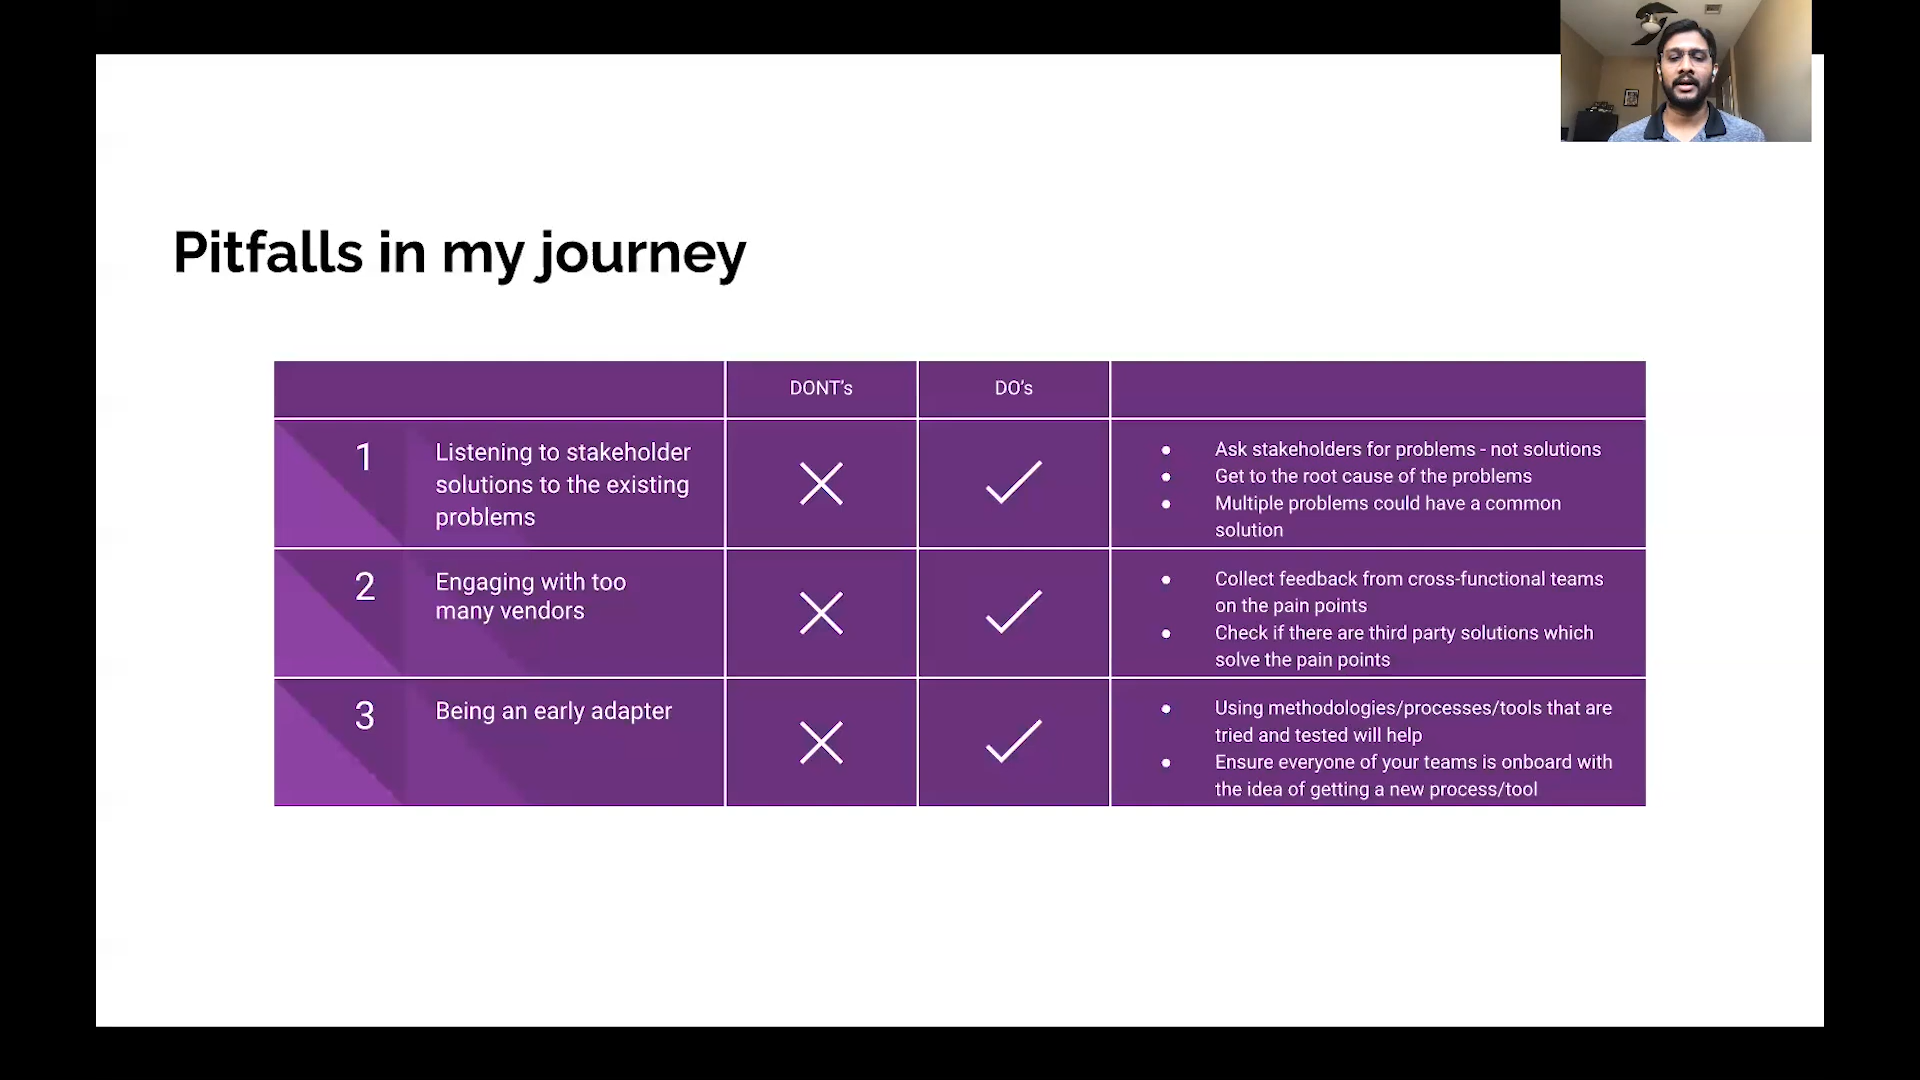 Pitfalls in my journey
DONT's
DO's
1
Listening to stakeholder
solutions to the existing
problems
Ask stakeholders for problems - not solutions
Get to the root cause of the problems
Multiple problems could have a common
solution
2
Engaging with too
many vendors
Collect feedback from cross-functional teams
on the pain points
Check if there are third party solutions which
solve the pain points
3
Being an early adapter
Using methodologies/processes/tools that are
tried and tested will help
Ensure everyone of your teams is onboard with
the idea of getting a new process/tool